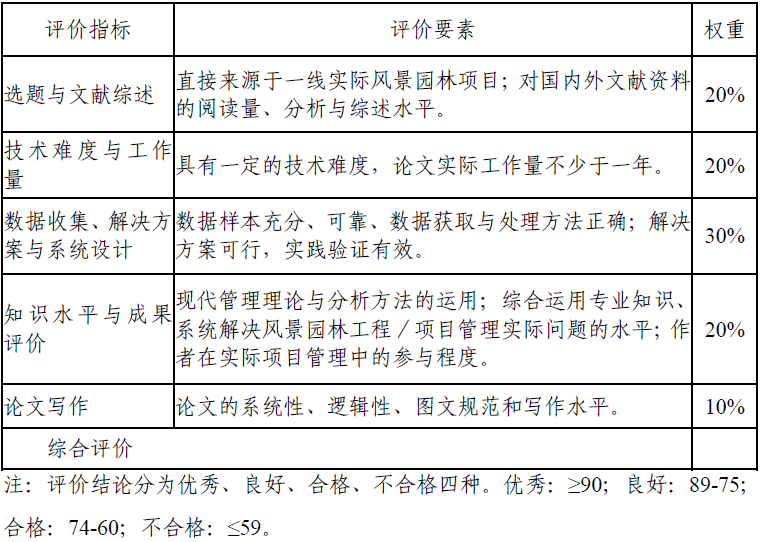 评价指标 评价要素 权重
选题与文献综述 直接来源于一线实际风景园林项目；对国内外文献资料
的阅读量、分析与综述水平。 20%
技术难度与工作
量 具有一定的技术难度，论文实际工作量不少于一年。 20%
数据收集、解决方
案与系统设计 数据样本充分、可靠、数据获取与处理方法正确；解决
方案可行，实践验证有效。 30%
知识水平与成果
评价 现代管理理论与分析方法的运用；综合运用专业知识、
系统解决风景园林工程／项目管理实际问题的水平；作
者在实际项目管理中的参与程度。 20%
论文写作 论文的系统性、逻辑性、图文规范和写作水平。 10%
综合评价
注：评价结论分为优秀、良好、合格、不合格四种。优秀：≥90；良好：89-75；
合格：74-60；不合格：≤59。